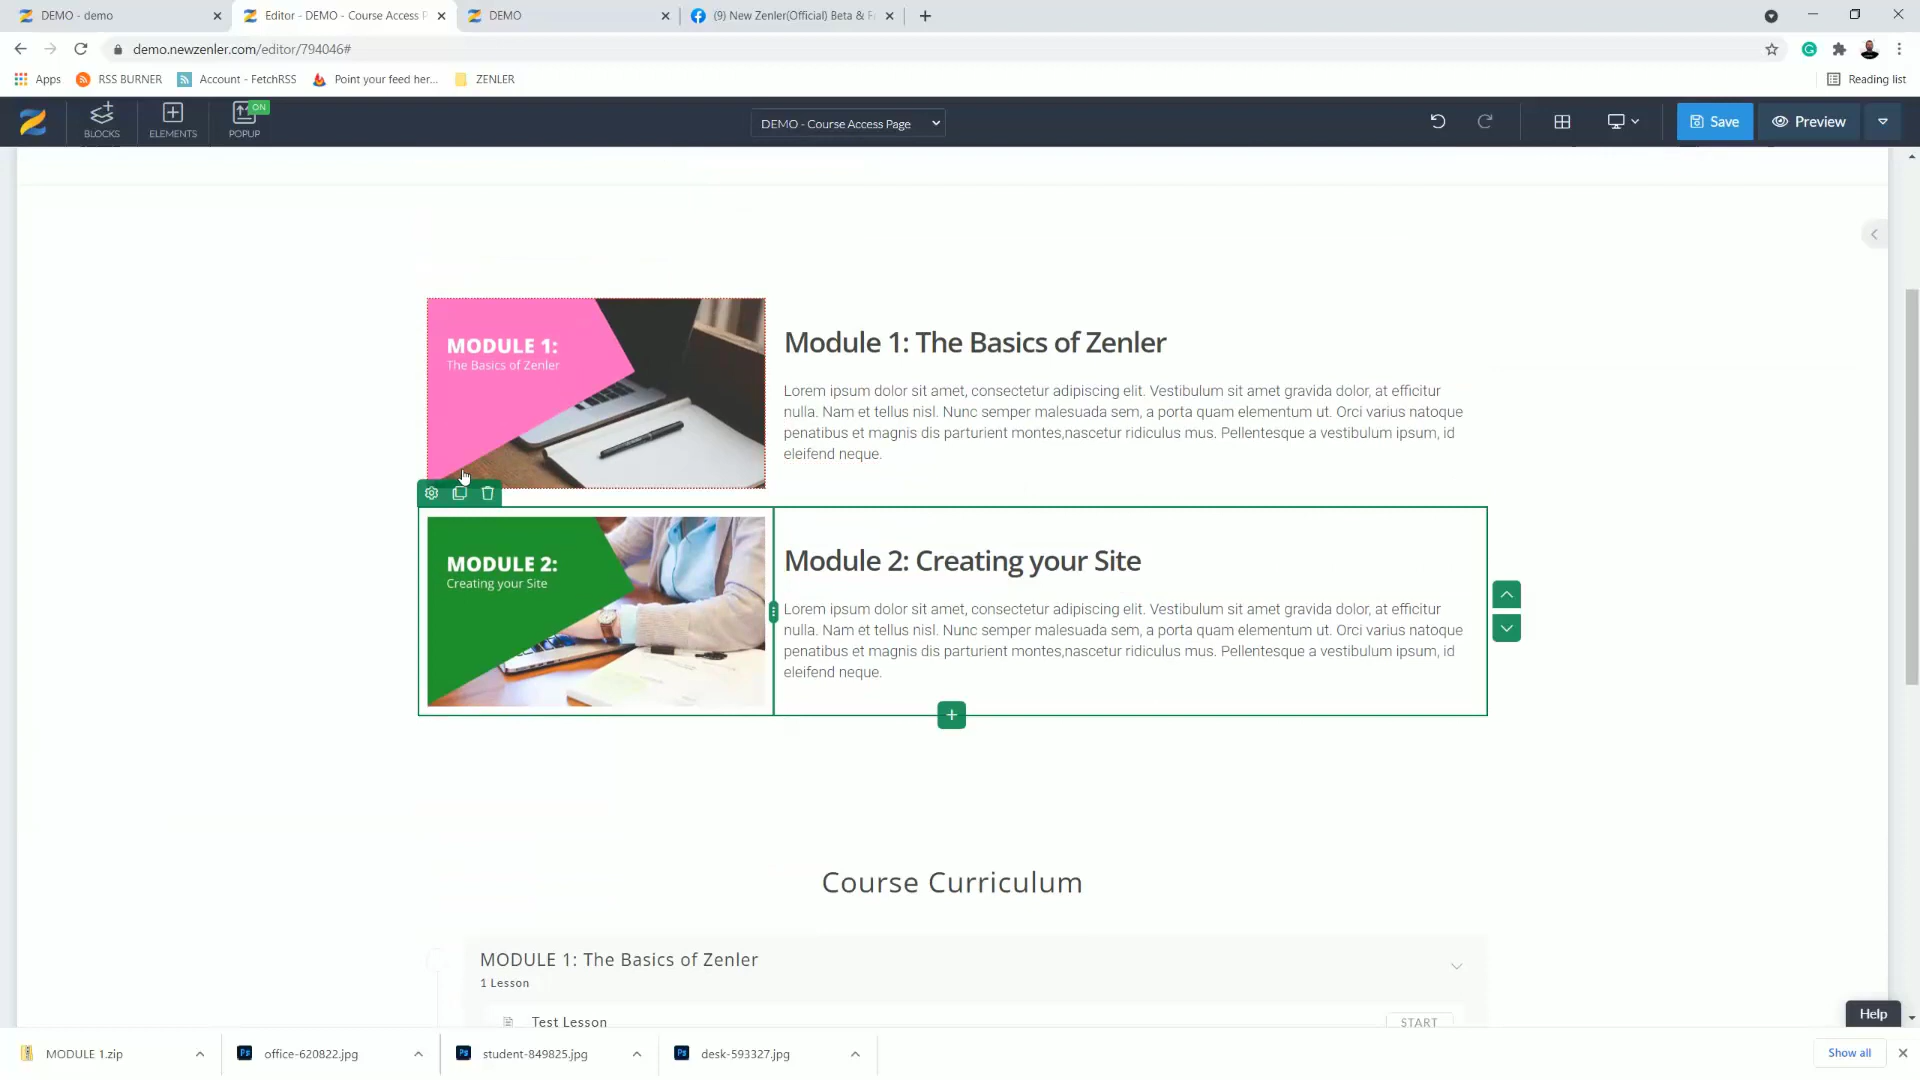 DEMO - demo
Editor - DEMO - Course Access P
DEMO
(9) New Zenler(Official) Beta & F
demo.newzenler.com/editor/794046#
Apps
RSS BURNER
Account - FetchRSS
Point your feed her...
ZENLER
Reading list
BLOCKS
ELEMENTS
ON
POPUP
DEMO - Course Access Page
Save
Preview
MODULE 1:
The Basics of Zenler
Module 1: The Basics of Zenler
Lorem ipsum dolor sit amet, consectetur adipiscing elit. Vestibulum sit amet gravida dolor, at efficitur
nulla. Nam et tellus nisl. Nunc semper malesuada sem, a porta quam elementum ut. Orci varius natoque
penatibus et magnis dis parturient montes,nascetur ridiculus mus. Pellentesque a vestibulum ipsum, id
eleifend neque.
MODULE 2:
Creating your Site
Module 2: Creating your Site
Lorem ipsum dolor sit amet, consectetur adipiscing elit. Vestibulum sit amet gravida dolor, at efficitur
nulla. Nam et tellus nisl. Nunc semper malesuada sem, a porta quam elementum ut. Orci varius natoque
penatibus et magnis dis parturient montes,nascetur ridiculus mus. Pellentesque a vestibulum ipsum, id
eleifend neque.
Course Curriculum
MODULE 1: The Basics of Zenler
1 Lesson
Test Lesson
START
Help
MODULE 1.zip
office-620822.jpg
student-849825.jpg
desk-593327.jpg
Show all